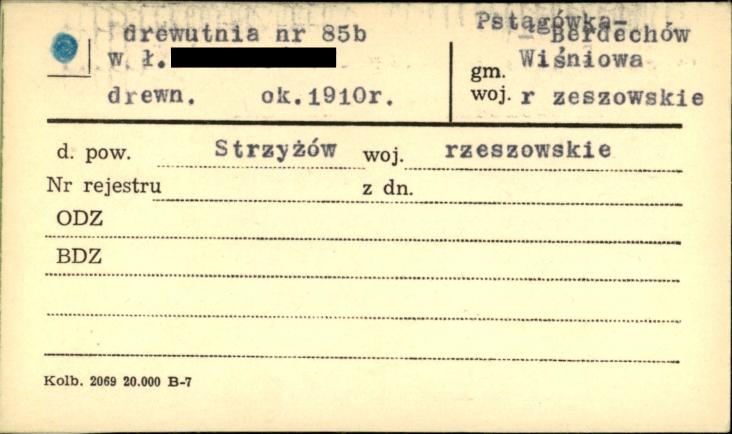 drewutnia nr 85b
w ł.
drewn. ok.1910r.
Pstągówka-
Berdechów
gm. Wiśniowa
woj. r zeszowskie
d. pow. Strzyżów woj. rzeszowskie
Nr rejestru z dn.
ODZ
BDZ
Kolb. 2069 20.000 B-7